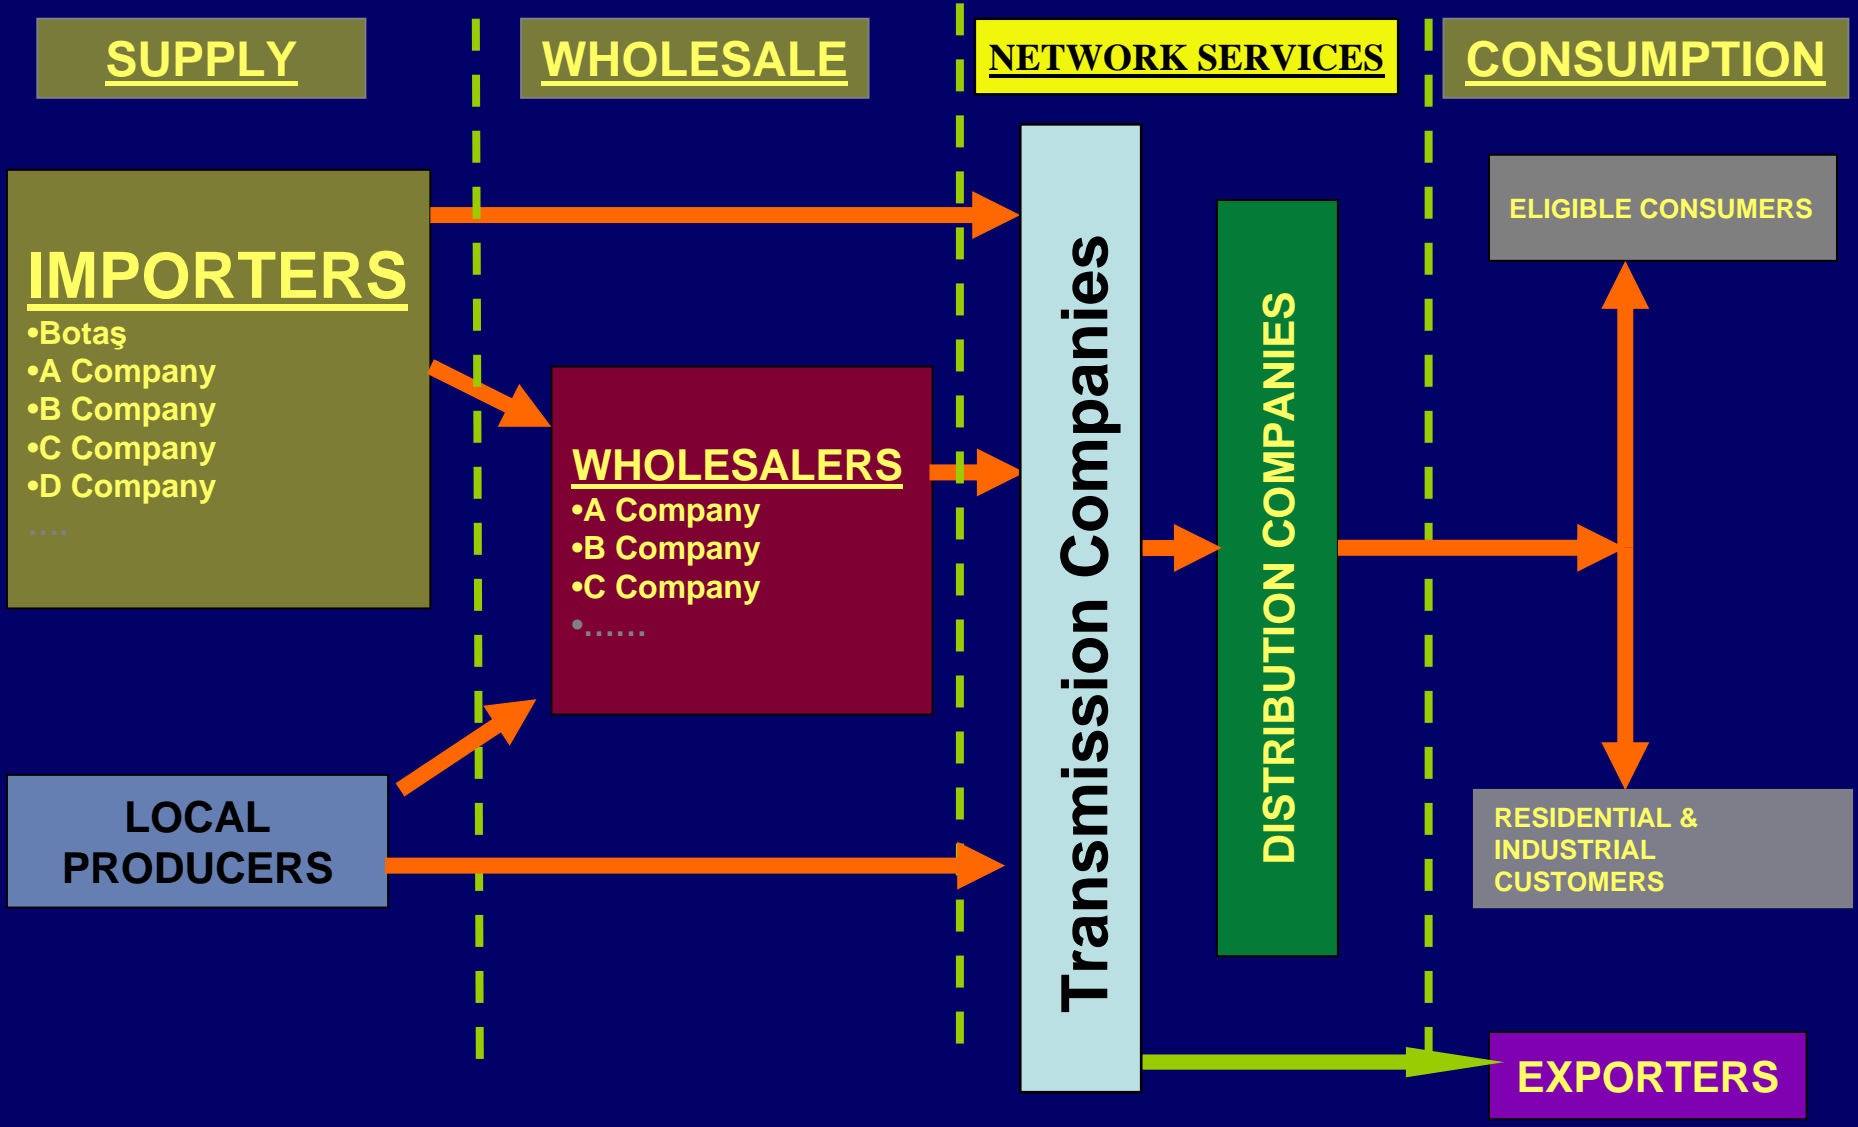 SUPPLY
WHOLESALE
NETWORK SERVICES
CONSUMPTION
IMPORTERS
•Botaş
•A Company
•B Company
•C Company
•D Company
....
LOCAL
PRODUCERS
WHOLESALERS
•A Company
•B Company
•C Company
•......
Transmission Companies
DISTRIBUTION COMPANIES
ELIGIBLE CONSUMERS
RESIDENTIAL &
INDUSTRIAL
CUSTOMERS
EXPORTERS